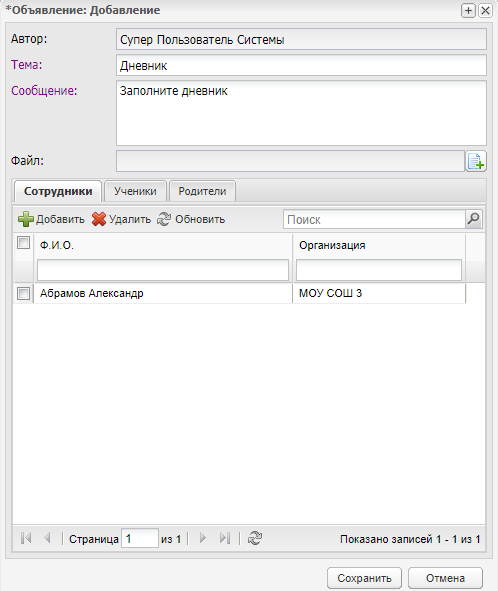 *Объявление: Добавление
Автор: Супер Пользователь Системы
Тема: Дневник
Сообщение: Заполните дневник
Файл:
Сотрудники Ученики Родители
Добавить Удалить Обновить Поиск
Ф.И.О. Организация
Абрамов Александр МОУ СОШ 3
Страница 1 из 1 Показано записей 1 - 1 из 1
Сохранить Отмена